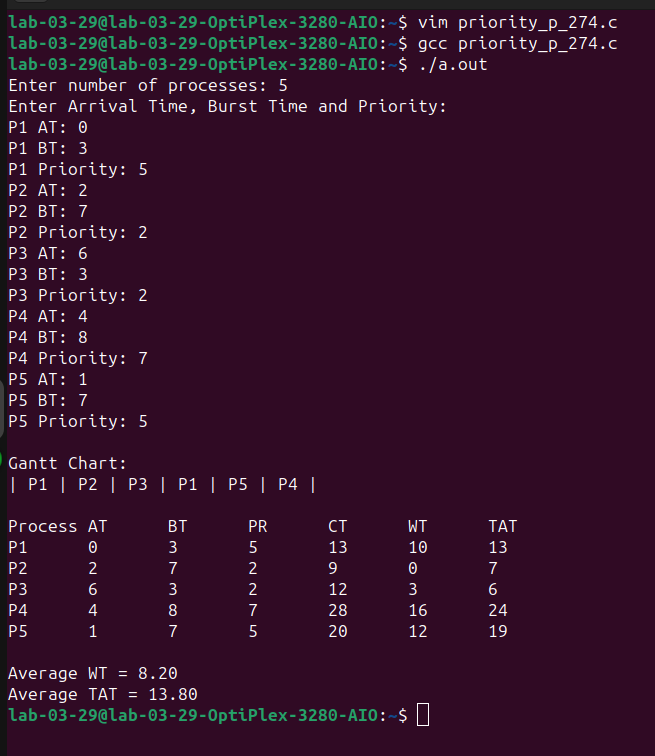 lab-03-29@lab-03-29-OptiPlex-3280-AIO:~$ vim priority_p_274.c
lab-03-29@lab-03-29-OptiPlex-3280-AIO:~$ gcc priority_p_274.c
lab-03-29@lab-03-29-OptiPlex-3280-AIO:~$ ./a.out
Enter number of processes: 5
Enter Arrival Time, Burst Time and Priority:
P1 AT: 0
P1 BT: 3
P1 Priority: 5
P2 AT: 2
P2 BT: 7
P2 Priority: 2
P3 AT: 6
P3 BT: 3
P3 Priority: 2
P4 AT: 4
P4 BT: 8
P4 Priority: 7
P5 AT: 1
P5 BT: 7
P5 Priority: 5

Gantt Chart:
| P1 | P2 | P3 | P1 | P5 | P4 |

Process AT      BT      PR      CT      WT      TAT
P1      0       3       5       13      10      13
P2      2       7       2       9       0       7
P3      6       3       2       12      3       6
P4      4       8       7       28      16      24
P5      1       7       5       20      12      19

Average WT = 8.20
Average TAT = 13.80
lab-03-29@lab-03-29-OptiPlex-3280-AIO:~$